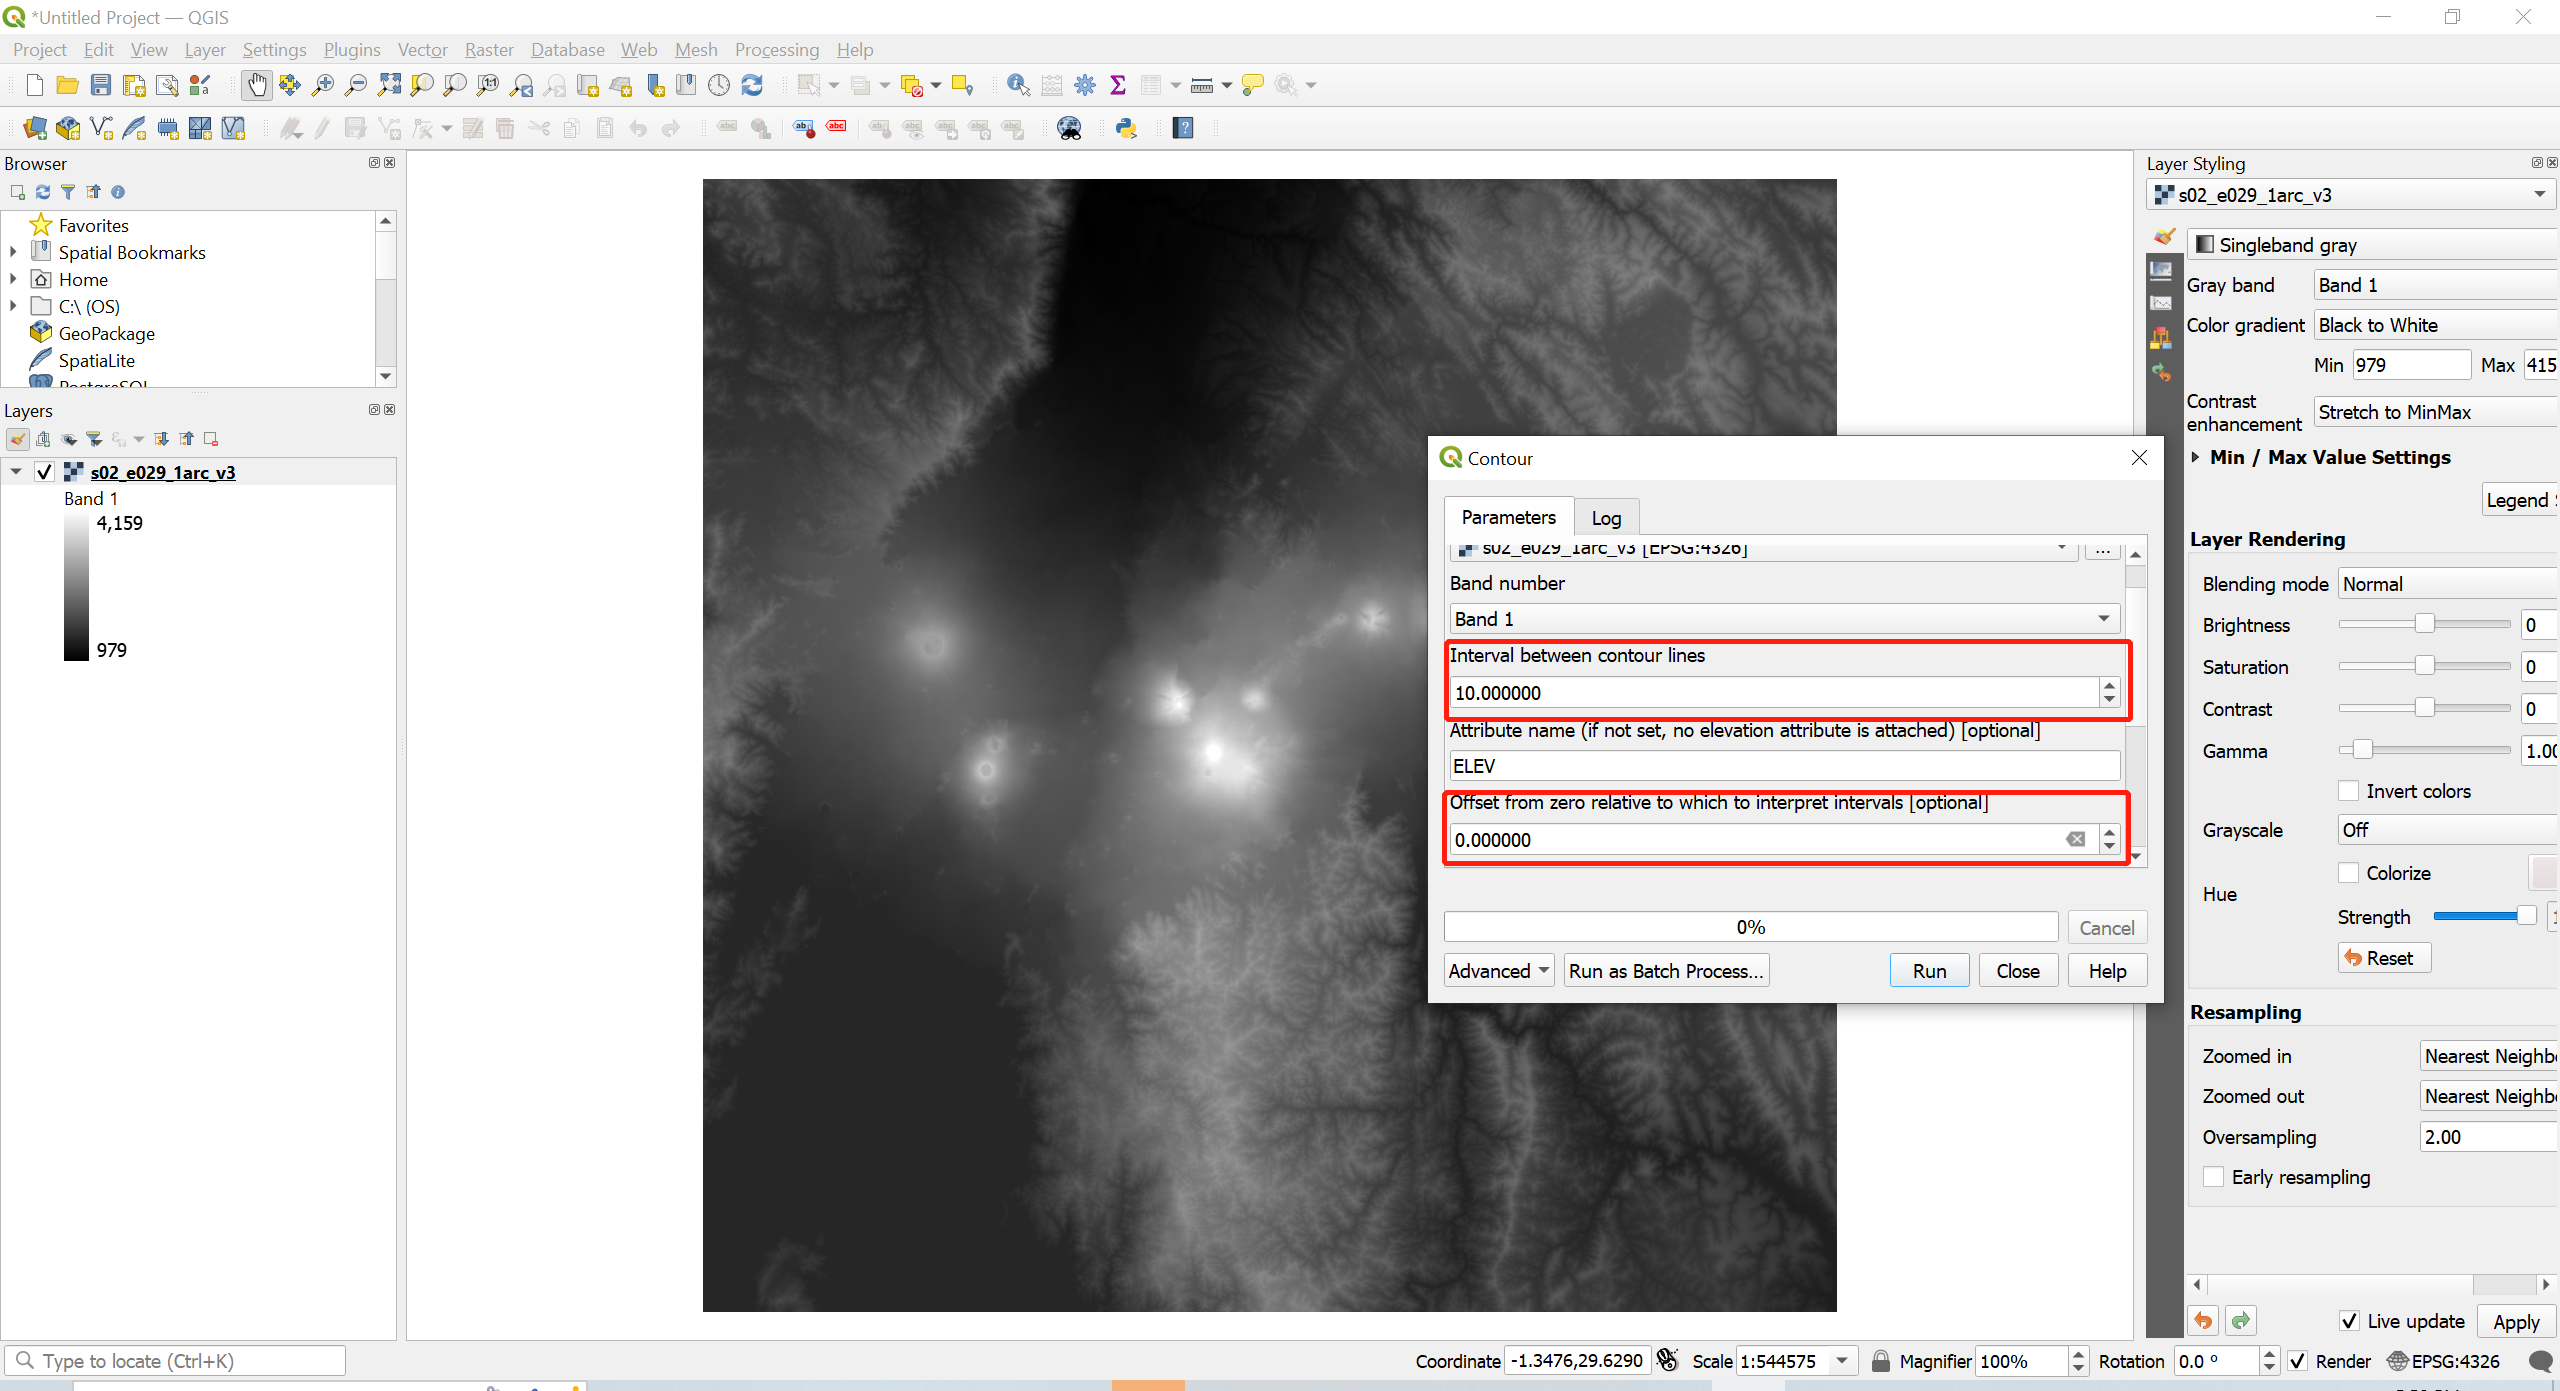 *Untitled Project — QGIS
Project Edit View Layer Settings Plugins Vector Raster Database Web Mesh Processing Help
Browser
Favorites
Spatial Bookmarks
Home
C:\ (OS)
GeoPackage
SpatiaLite
PostgreSQL
Layers
s02_e029_1arc_v3
Band 1
4,159
979
Contour
Parameters Log
s02_e029_1arc_v3 [EPSG:4326] ...
Band number
Band 1
Interval between contour lines
10.000000
Attribute name (if not set, no elevation attribute is attached) [optional]
ELEV
Offset from zero relative to which to interpret intervals [optional]
0.000000
0% Cancel
Advanced Run as Batch Process... Run Close Help
Layer Styling
s02_e029_1arc_v3
Singleband gray
Gray band Band 1
Color gradient Black to White
Min 979 Max 415
Contrast
enhancement Stretch to MinMax
Min / Max Value Settings
Legend
Layer Rendering
Blending mode Normal
Brightness 0
Saturation 0
Contrast 0
Gamma 1.00
Invert colors
Grayscale Off
Colorize
Hue
Strength 1
Reset
Resampling
Zoomed in Nearest Neighb
Zoomed out Nearest Neighb
Oversampling 2.00
Early resampling
Live update Apply
Type to locate (Ctrl+K) Coordinate -1.3476,29.6290 Scale 1:544575 Magnifier 100% Rotation 0.0 ° Render EPSG:4326